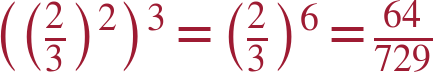 ((2/3)^2)^3 = (2/3)^6 = 64/729